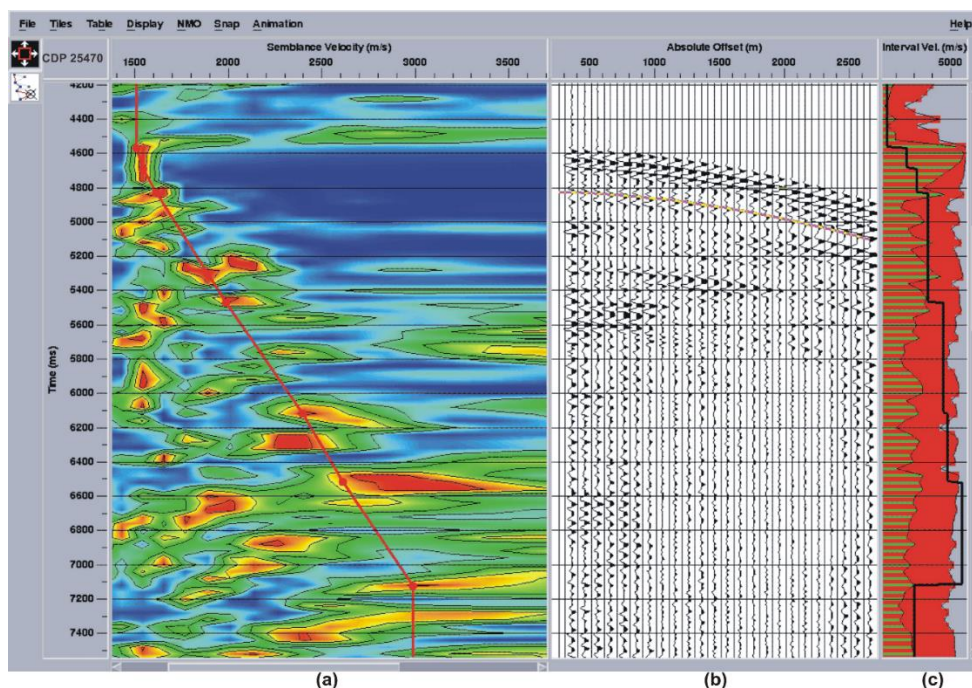 File Tiles Table Display NMO Snap Animation Help
CDP 25470
Semblance Velocity (m/s)
1500 2000 2500 3000 3500
Absolute Offset (m)
500 1000 1500 2000 2500
Interval Vel. (m/s)
5000
Time (ms)
4200
4400
4600
4800
5000
5200
5400
5600
5800
6000
6200
6400
6600
6800
7000
7200
7400
(a) (b) (c)